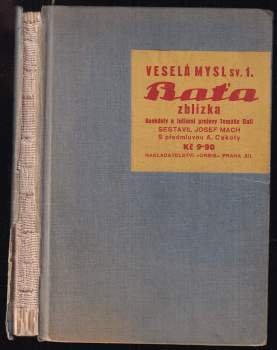 VESELÁ MYSL SV. 1.
Baťa
zblízka
Anekdoty a intimní projevy Tomáše Bati
SESTAVIL JOSEF MACH
S předmluvou A. Cekoty
Kč 9·90
NAKLADATELSTVÍ »ORBIS« PRAHA XII.